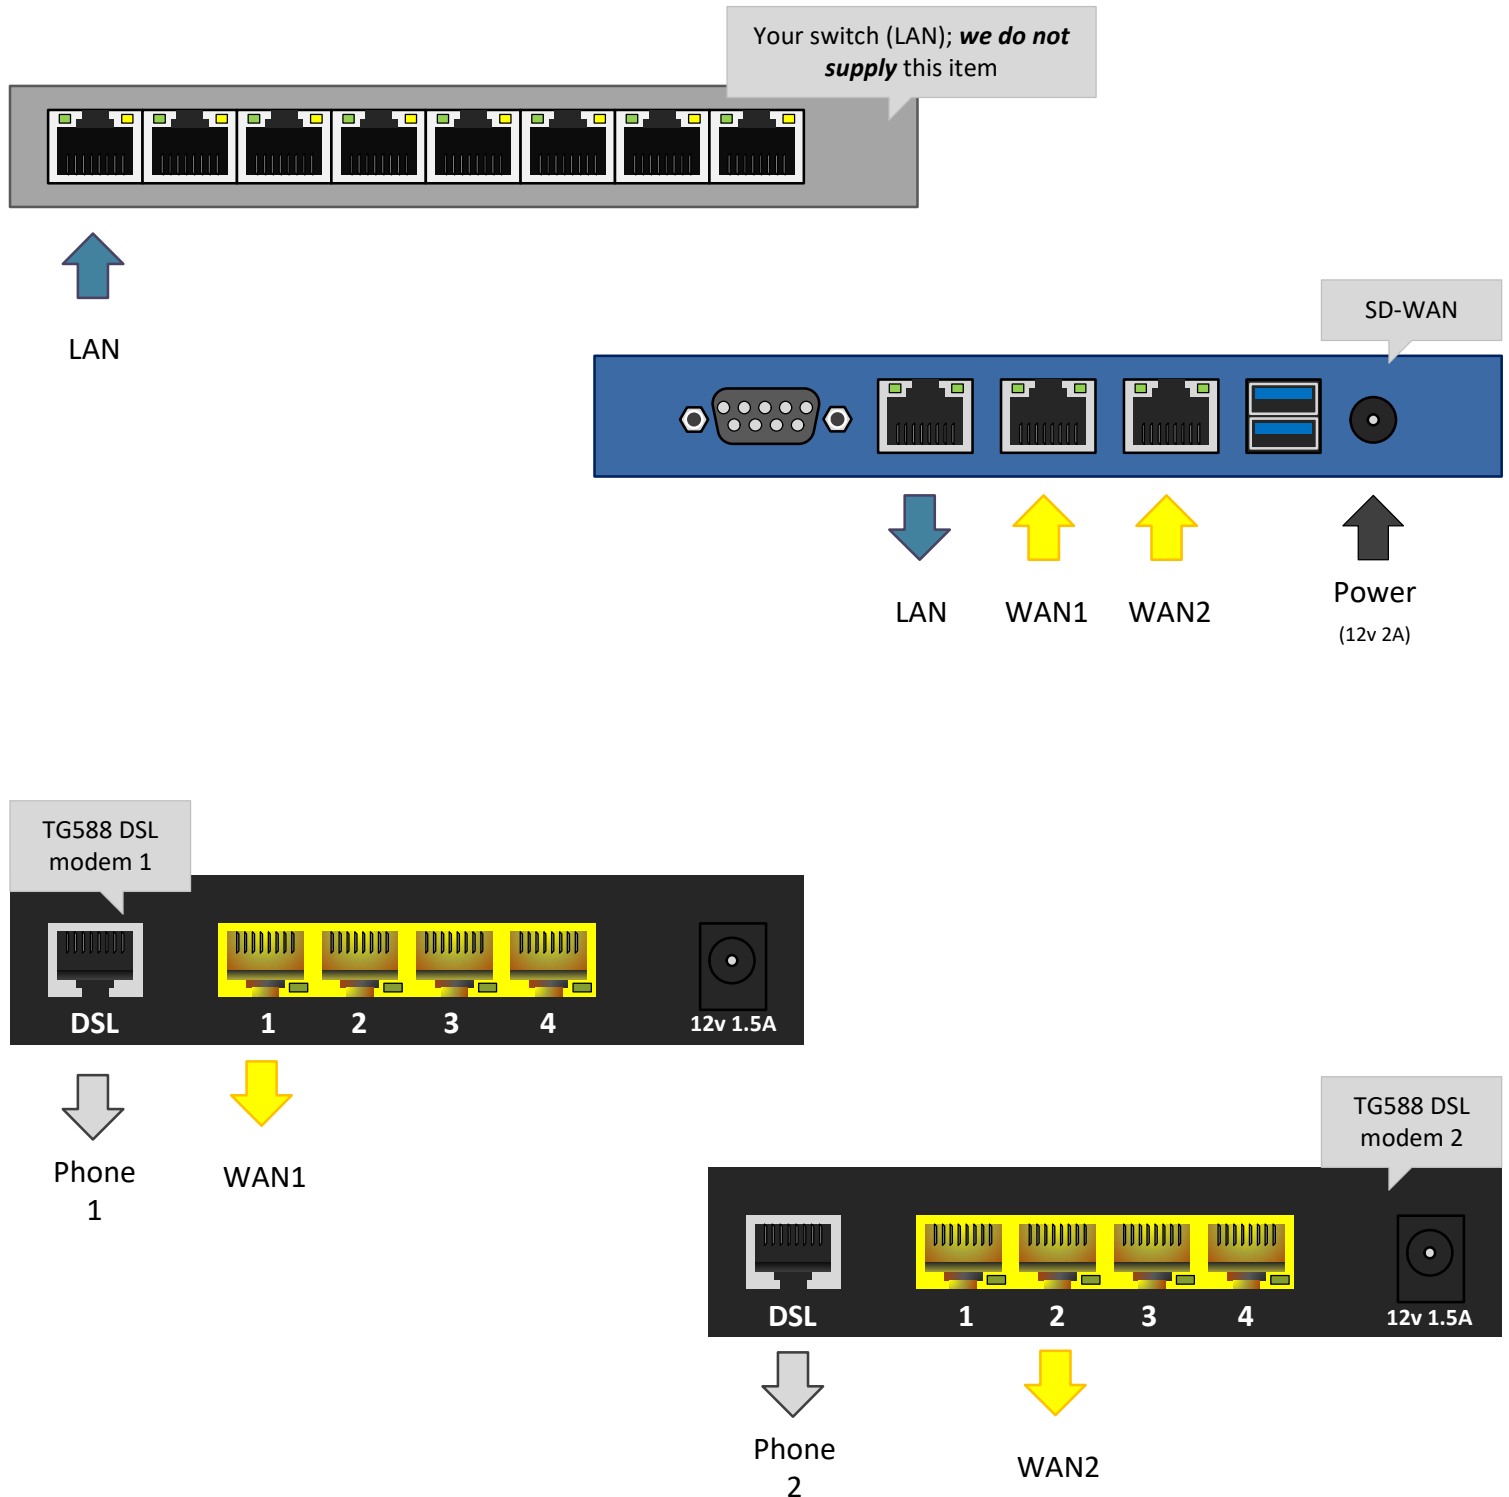 Your switch (LAN); we do not
supply this item
LAN
SD-WAN
LAN
WAN1
WAN2
Power
(12v 2A)
TG588 DSL
modem 1
DSL
1
2
3
4
12v 1.5A
Phone
1
WAN1
TG588 DSL
modem 2
DSL
1
2
3
4
12v 1.5A
Phone
2
WAN2